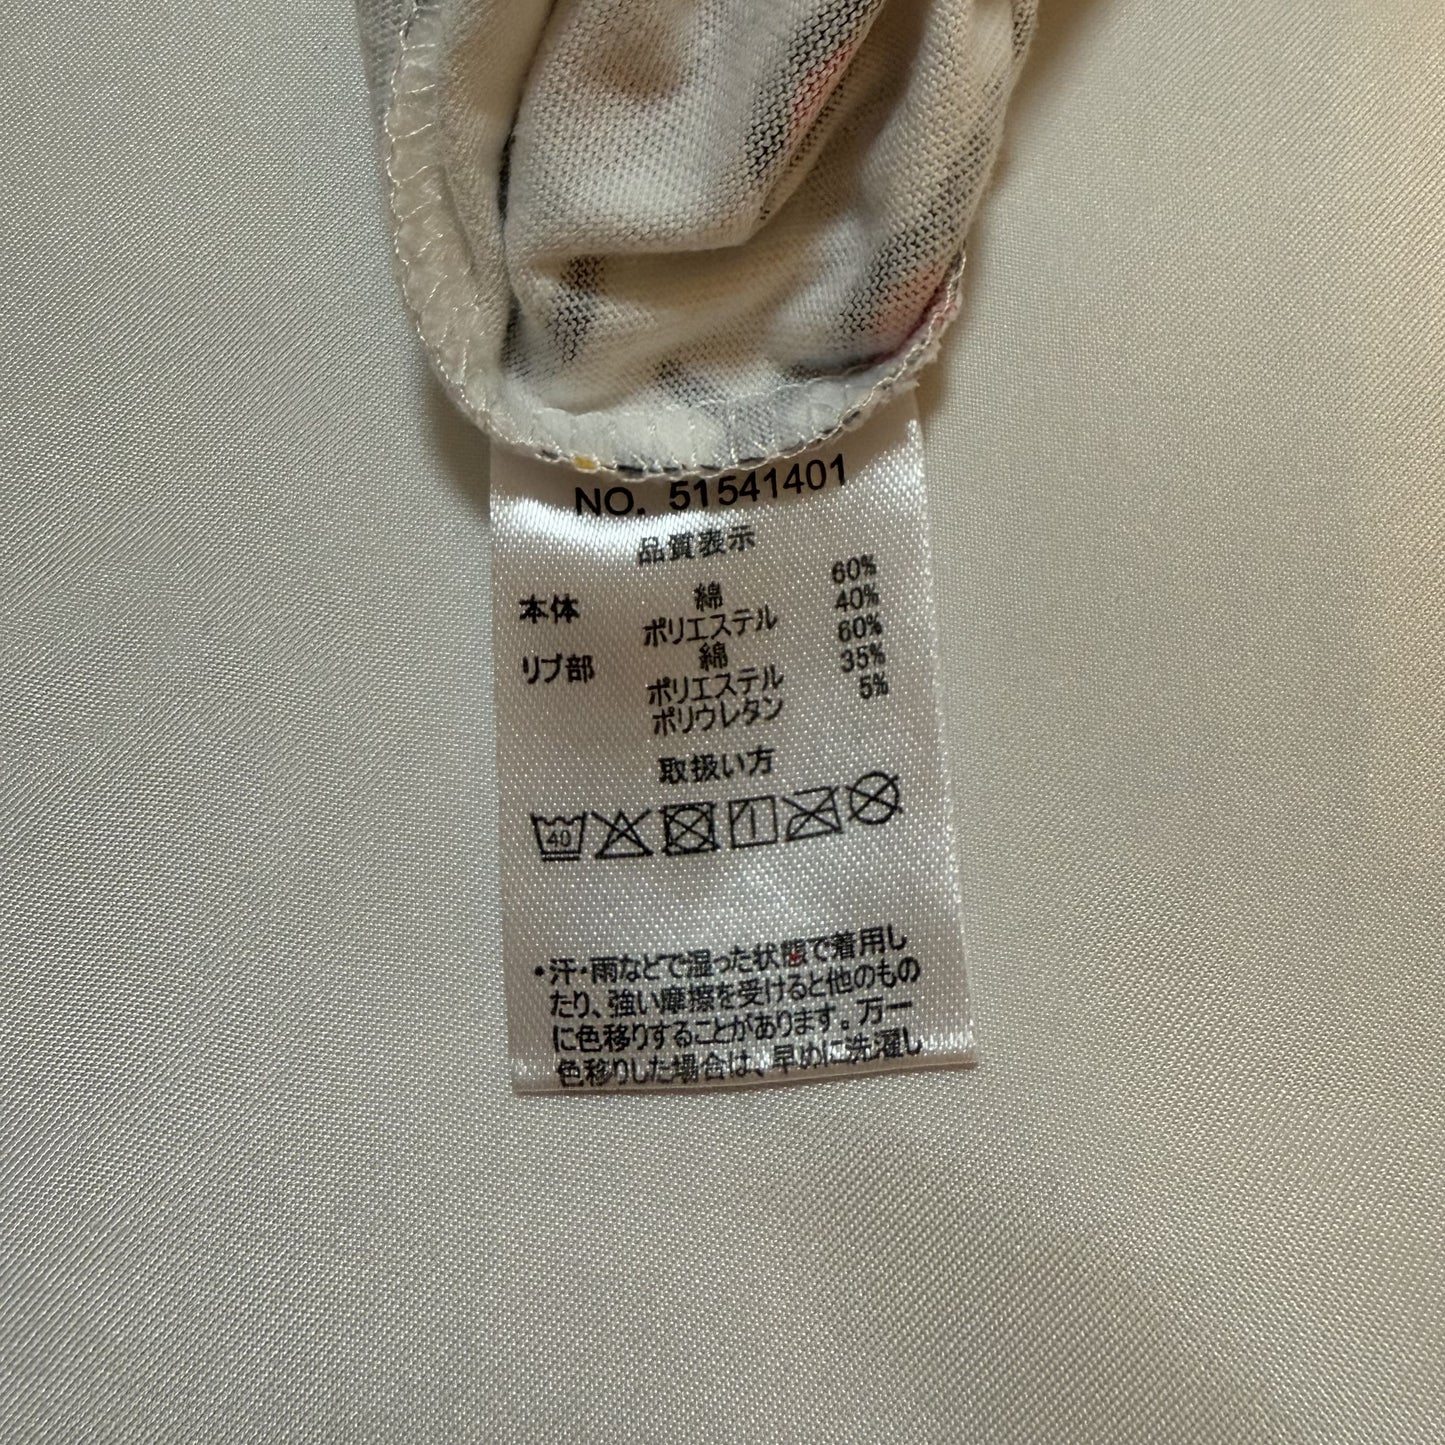 NO. 51541401
品質表示
本体 綿 60%
ポリエステル 40%
リブ部 綿 60%
ポリエステル 35%
ポリウレタン 5%
取扱い方
40
・汗・雨などで湿った状態で着用し
たり、強い摩擦を受けると他のもの
に色移りすることがあります。万一
色移りした場合は、早めに洗濯し